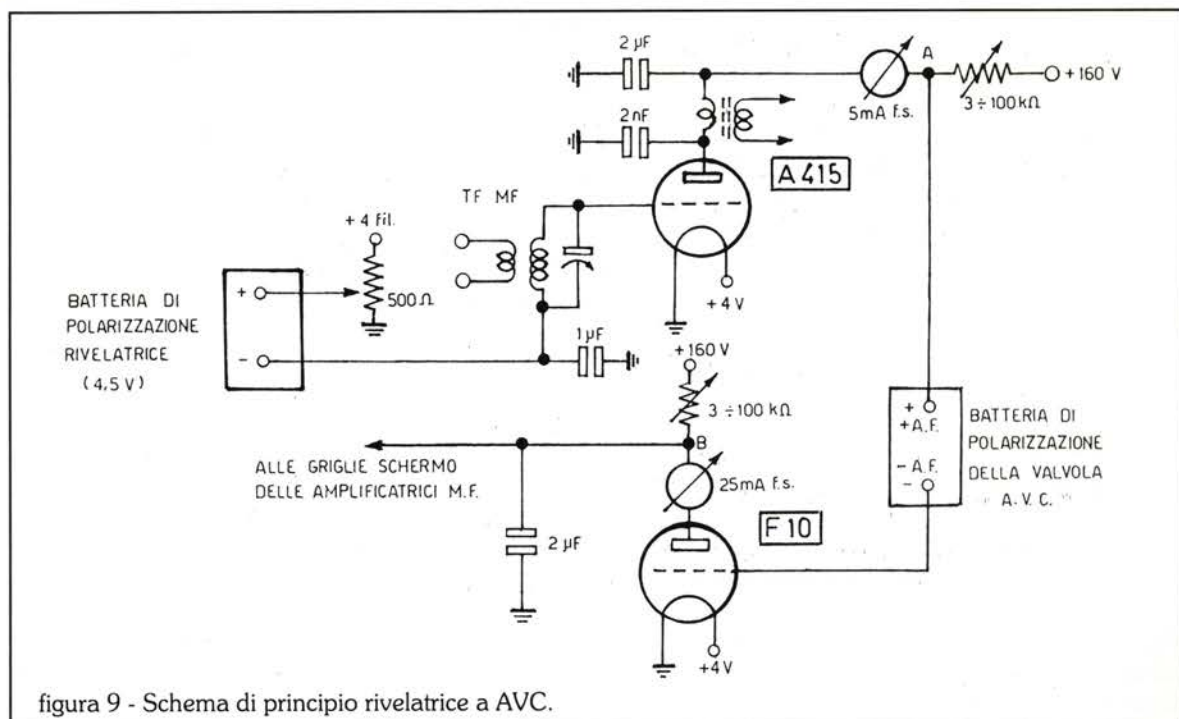 2 µF
A
+ 160 V
5mA f.s.
3 ÷ 100 kΩ
2 nF
A 415
TF MF
+ 4 fil.
+
500 Ω
-
BATTERIA DI
POLARIZZAZIONE
RIVELATRICE
(4,5 V)
+ 4 V
1 µF
+160 V
3 ÷ 100 kΩ
B
ALLE GRIGLIE SCHERMO
DELLE AMPLIFICATRICI M.F.
25mA f.s.
2 µF
F 10
+
+ A.F.
- A.F.
-
BATTERIA DI
POLARIZZAZIONE
DELLA VALVOLA
" A.V.C. "
+4 V
figura 9 - Schema di principio rivelatrice a AVC.